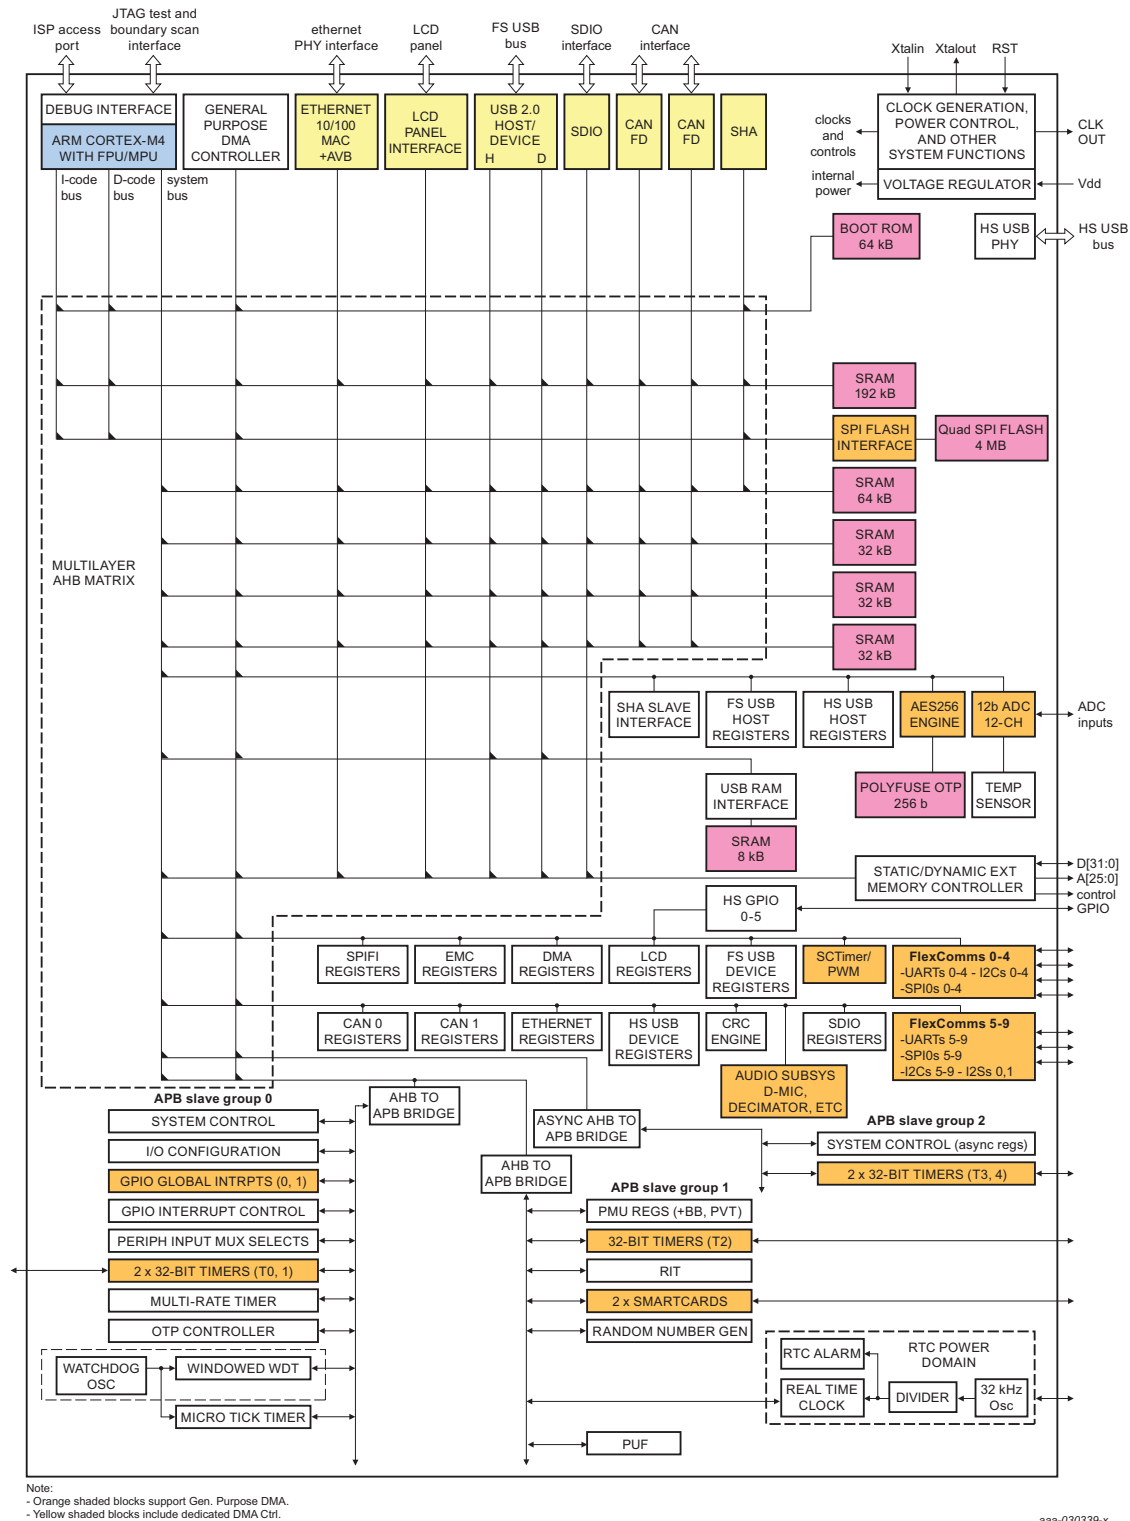 ISP access
port
JTAG test and
boundary scan
interface
ethernet
PHY interface
LCD
panel
FS USB
bus
SDIO
interface
CAN
interface
Xtalin
Xtalout
RST
DEBUG INTERFACE
ARM CORTEX-M4
WITH FPU/MPU
GENERAL
PURPOSE
DMA
CONTROLLER
ETHERNET
10/100
MAC
+AVB
LCD
PANEL
INTERFACE
USB 2.0
HOST/
DEVICE
H D
SDIO
CAN
FD
CAN
FD
SHA
clocks
and
controls
internal
power
CLOCK GENERATION,
POWER CONTROL,
AND OTHER
SYSTEM FUNCTIONS
VOLTAGE REGULATOR
CLK
OUT
Vdd
I-code
bus
D-code
bus
system
bus
BOOT ROM
64 kB
HS USB
PHY
HS USB
bus
SRAM
192 kB
SPI FLASH
INTERFACE
Quad SPI FLASH
4 MB
SRAM
64 kB
SRAM
32 kB
MULTILAYER
AHB MATRIX
SRAM
32 kB
SRAM
32 kB
SHA SLAVE
INTERFACE
FS USB
HOST
REGISTERS
HS USB
HOST
REGISTERS
AES256
ENGINE
12b ADC
12-CH
ADC
inputs
USB RAM
INTERFACE
POLYFUSE OTP
256 b
TEMP
SENSOR
SRAM
8 kB
STATIC/DYNAMIC EXT
MEMORY CONTROLLER
D[31:0]
A[25:0]
control
GPIO
HS GPIO
0-5
SPIFI
REGISTERS
EMC
REGISTERS
DMA
REGISTERS
LCD
REGISTERS
FS USB
DEVICE
REGISTERS
SCTimer/
PWM
FlexComms 0-4
-UARTs 0-4 - I2Cs 0-4
-SPI0s 0-4
CAN 0
REGISTERS
CAN 1
REGISTERS
ETHERNET
REGISTERS
HS USB
DEVICE
REGISTERS
CRC
ENGINE
SDIO
REGISTERS
FlexComms 5-9
-UARTs 5-9
-SPI0s 5-9
-I2Cs 5-9 - I2Ss 0,1
AUDIO SUBSYS
D-MIC,
DECIMATOR, ETC
APB slave group 0
AHB TO
APB BRIDGE
SYSTEM CONTROL
I/O CONFIGURATION
GPIO GLOBAL INTRPTS (0, 1)
GPIO INTERRUPT CONTROL
PERIPH INPUT MUX SELECTS
2 x 32-BIT TIMERS (T0, 1)
MULTI-RATE TIMER
OTP CONTROLLER
WATCHDOG
OSC
WINDOWED WDT
MICRO TICK TIMER
ASYNC AHB TO
APB BRIDGE
APB slave group 2
SYSTEM CONTROL (async regs)
2 x 32-BIT TIMERS (T3, 4)
AHB TO
APB BRIDGE
APB slave group 1
PMU REGS (+BB, PVT)
32-BIT TIMERS (T2)
RIT
2 x SMARTCARDS
RANDOM NUMBER GEN
RTC ALARM
RTC POWER
DOMAIN
REAL TIME
CLOCK
DIVIDER
32 kHz
Osc
PUF
Note:
- Orange shaded blocks support Gen. Purpose DMA.
- Yellow shaded blocks include dedicated DMA Ctrl.
aaa-030339-x